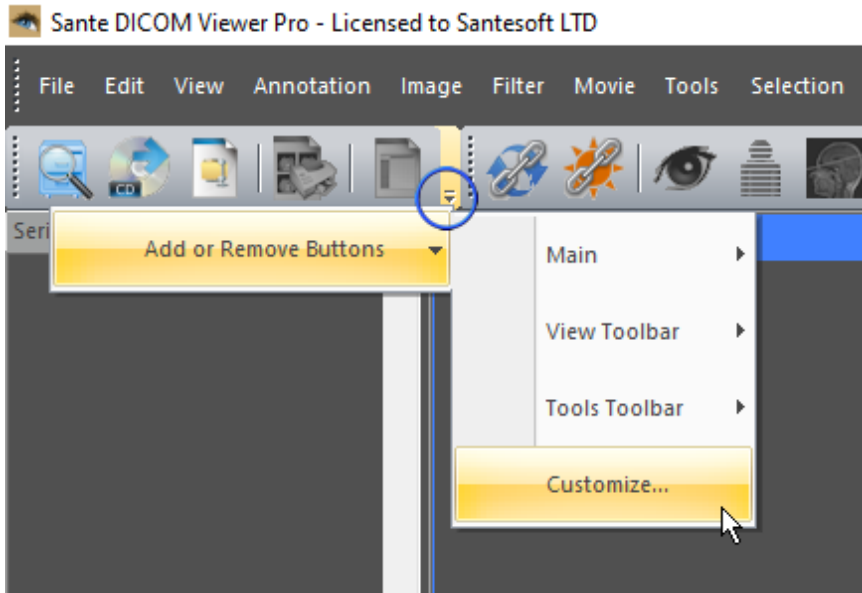 Sante DICOM Viewer Pro - Licensed to Santesoft LTD
File Edit View Annotation Image Filter Movie Tools Selection
CD
Seri
Add or Remove Buttons
Main
View Toolbar
Tools Toolbar
Customize...